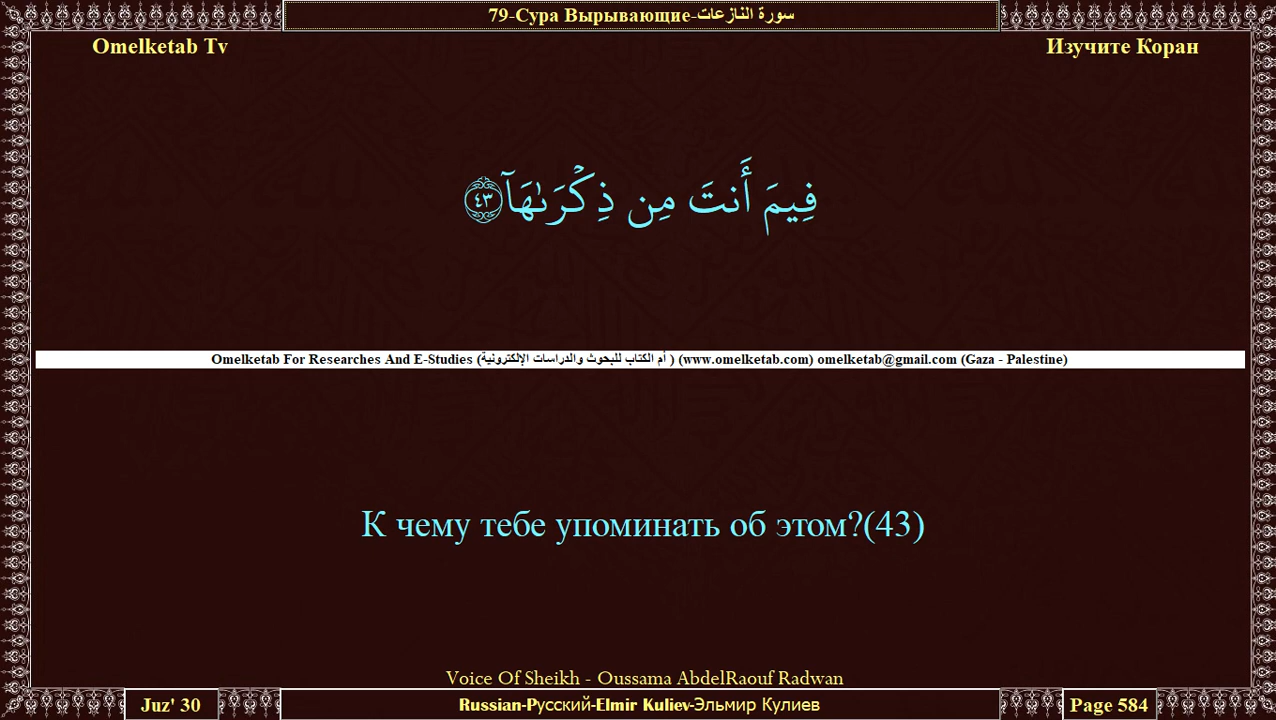 79-Сура Вырывающие-سورة النازعات
Omelketab Tv
Изучите Коран
فِيمَ أَنتَ مِن ذِكْرَىٰهَآ ٤٣
Omelketab For Researches And E-Studies (أم الكتاب للبحوث والدراسات الإلكترونية ) (www.omelketab.com) omelketab@gmail.com (Gaza - Palestine)
К чему тебе упоминать об этом?(43)
Voice Of Sheikh - Oussama AbdelRaouf Radwan
Juz' 30
Russian-Русский-Elmir Kuliev-Эльмир Кулиев
Page 584